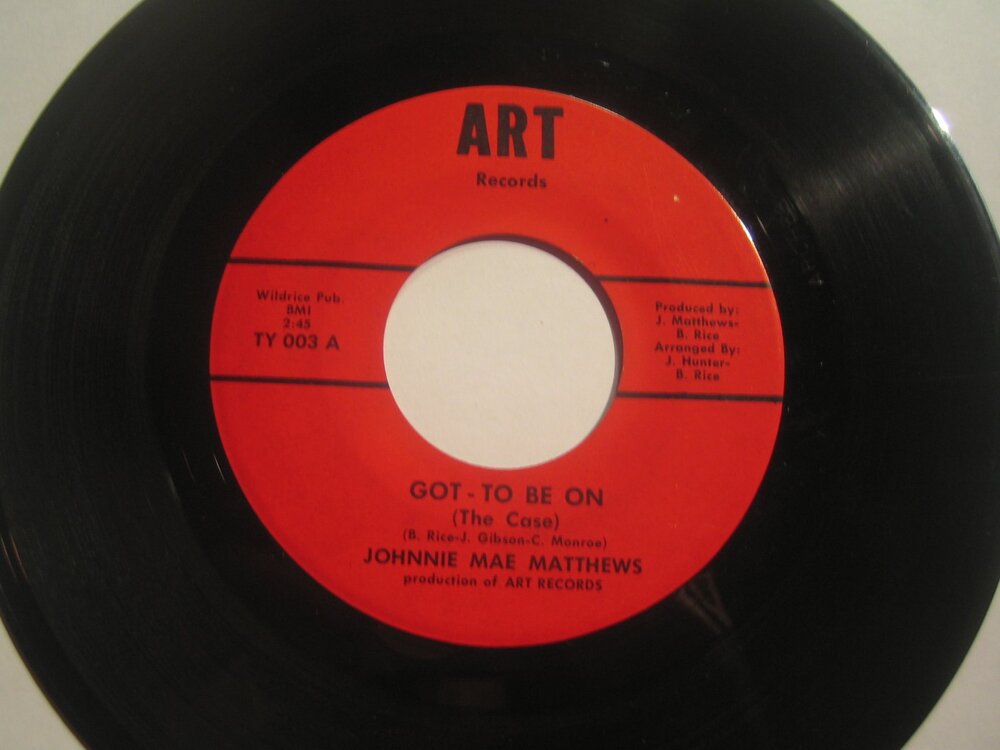 ART
Records
Wildrice Pub.
BMI
2:45
TY 003 A
Produced by:
J. Matthews-
B. Rice
Arranged By:
J. Hunter-
B. Rice
GOT - TO BE ON
(The Case)
(B. Rice-J. Gibson-C. Monroe)
JOHNNIE MAE MATTHEWS
production of ART RECORDS